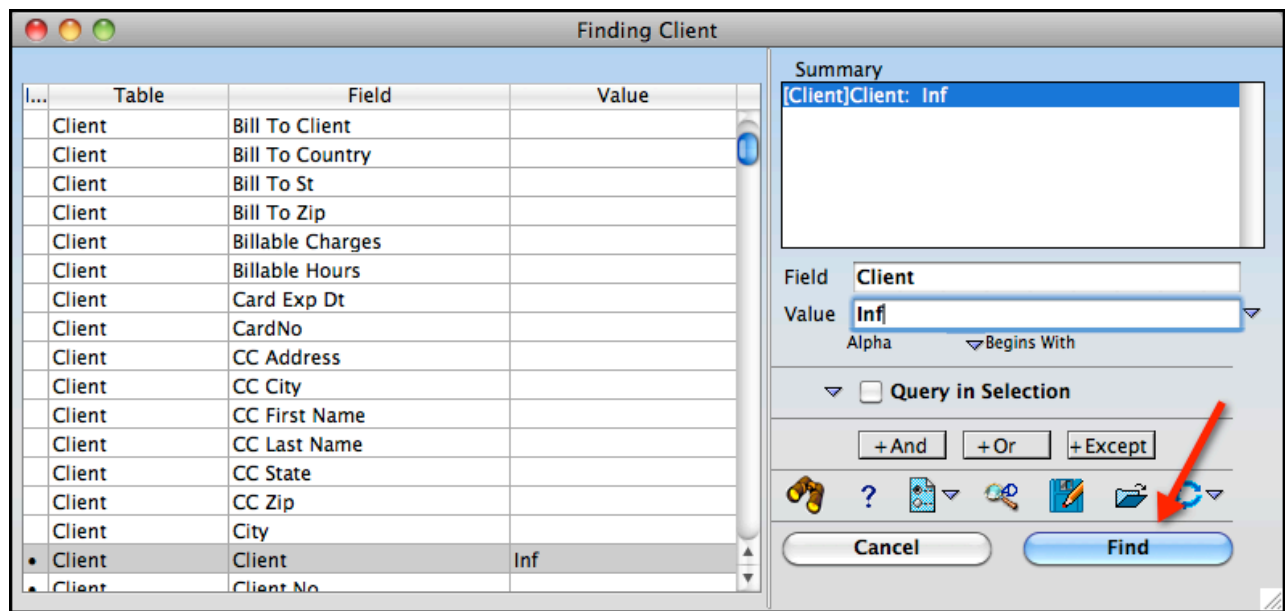 Finding Client
I... Table Field Value
Client Bill To Client
Client Bill To Country
Client Bill To St
Client Bill To Zip
Client Billable Charges
Client Billable Hours
Client Card Exp Dt
Client CardNo
Client CC Address
Client CC City
Client CC First Name
Client CC Last Name
Client CC State
Client CC Zip
Client City
• Client Client Inf
• Client Client No
Summary
[Client]Client: Inf
Field Client
Value Inf
Alpha Begins With
Query in Selection
+And +Or +Except
?
Cancel Find